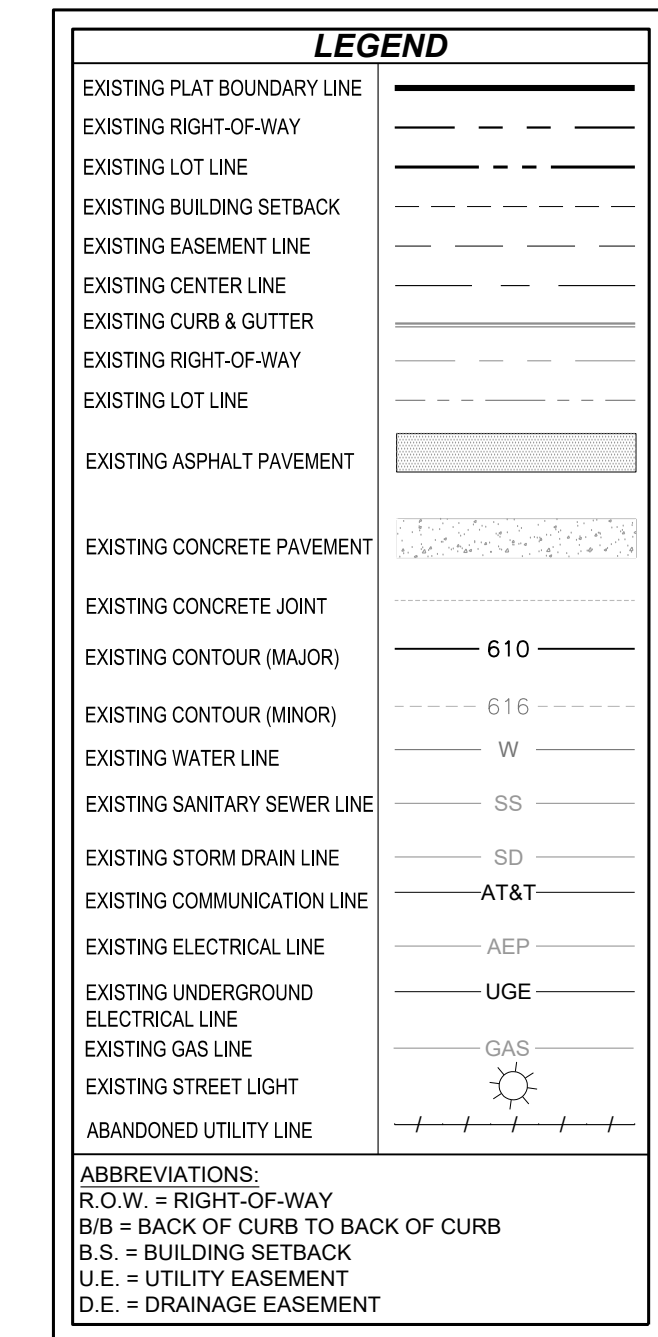 LEGEND
EXISTING PLAT BOUNDARY LINE
EXISTING RIGHT-OF-WAY
EXISTING LOT LINE
EXISTING BUILDING SETBACK
EXISTING EASEMENT LINE
EXISTING CENTER LINE
EXISTING CURB & GUTTER
EXISTING RIGHT-OF-WAY
EXISTING LOT LINE
EXISTING ASPHALT PAVEMENT
EXISTING CONCRETE PAVEMENT
EXISTING CONCRETE JOINT
EXISTING CONTOUR (MAJOR) 610
EXISTING CONTOUR (MINOR) 616
EXISTING WATER LINE W
EXISTING SANITARY SEWER LINE SS
EXISTING STORM DRAIN LINE SD
EXISTING COMMUNICATION LINE AT&T
EXISTING ELECTRICAL LINE AEP
EXISTING UNDERGROUND UGE
ELECTRICAL LINE
EXISTING GAS LINE GAS
EXISTING STREET LIGHT
ABANDONED UTILITY LINE
ABBREVIATIONS:
R.O.W. = RIGHT-OF-WAY
B/B = BACK OF CURB TO BACK OF CURB
B.S. = BUILDING SETBACK
U.E. = UTILITY EASEMENT
D.E. = DRAINAGE EASEMENT